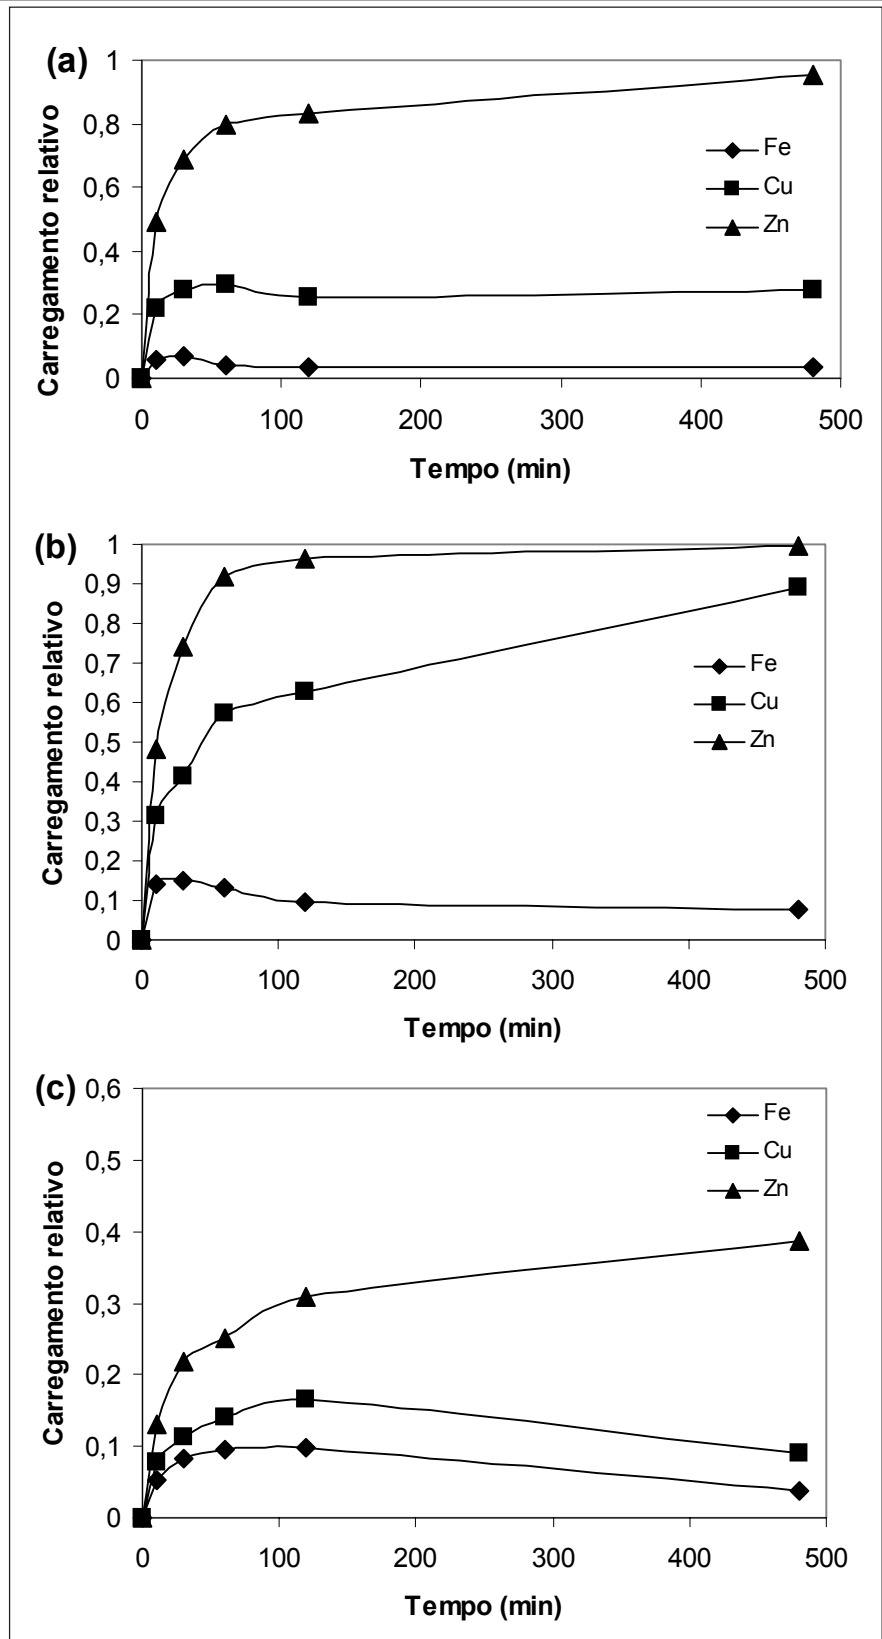 (a)
Carregamento relativo
1
0,8
0,6
0,4
0,2
0
0 100 200 300 400 500
Tempo (min)
Fe
Cu
Zn
(b)
Carregamento relativo
1
0,9
0,8
0,7
0,6
0,5
0,4
0,3
0,2
0,1
0
0 100 200 300 400 500
Tempo (min)
Fe
Cu
Zn
(c)
Carregamento relativo
0,6
0,5
0,4
0,3
0,2
0,1
0
0 100 200 300 400 500
Tempo (min)
Fe
Cu
Zn